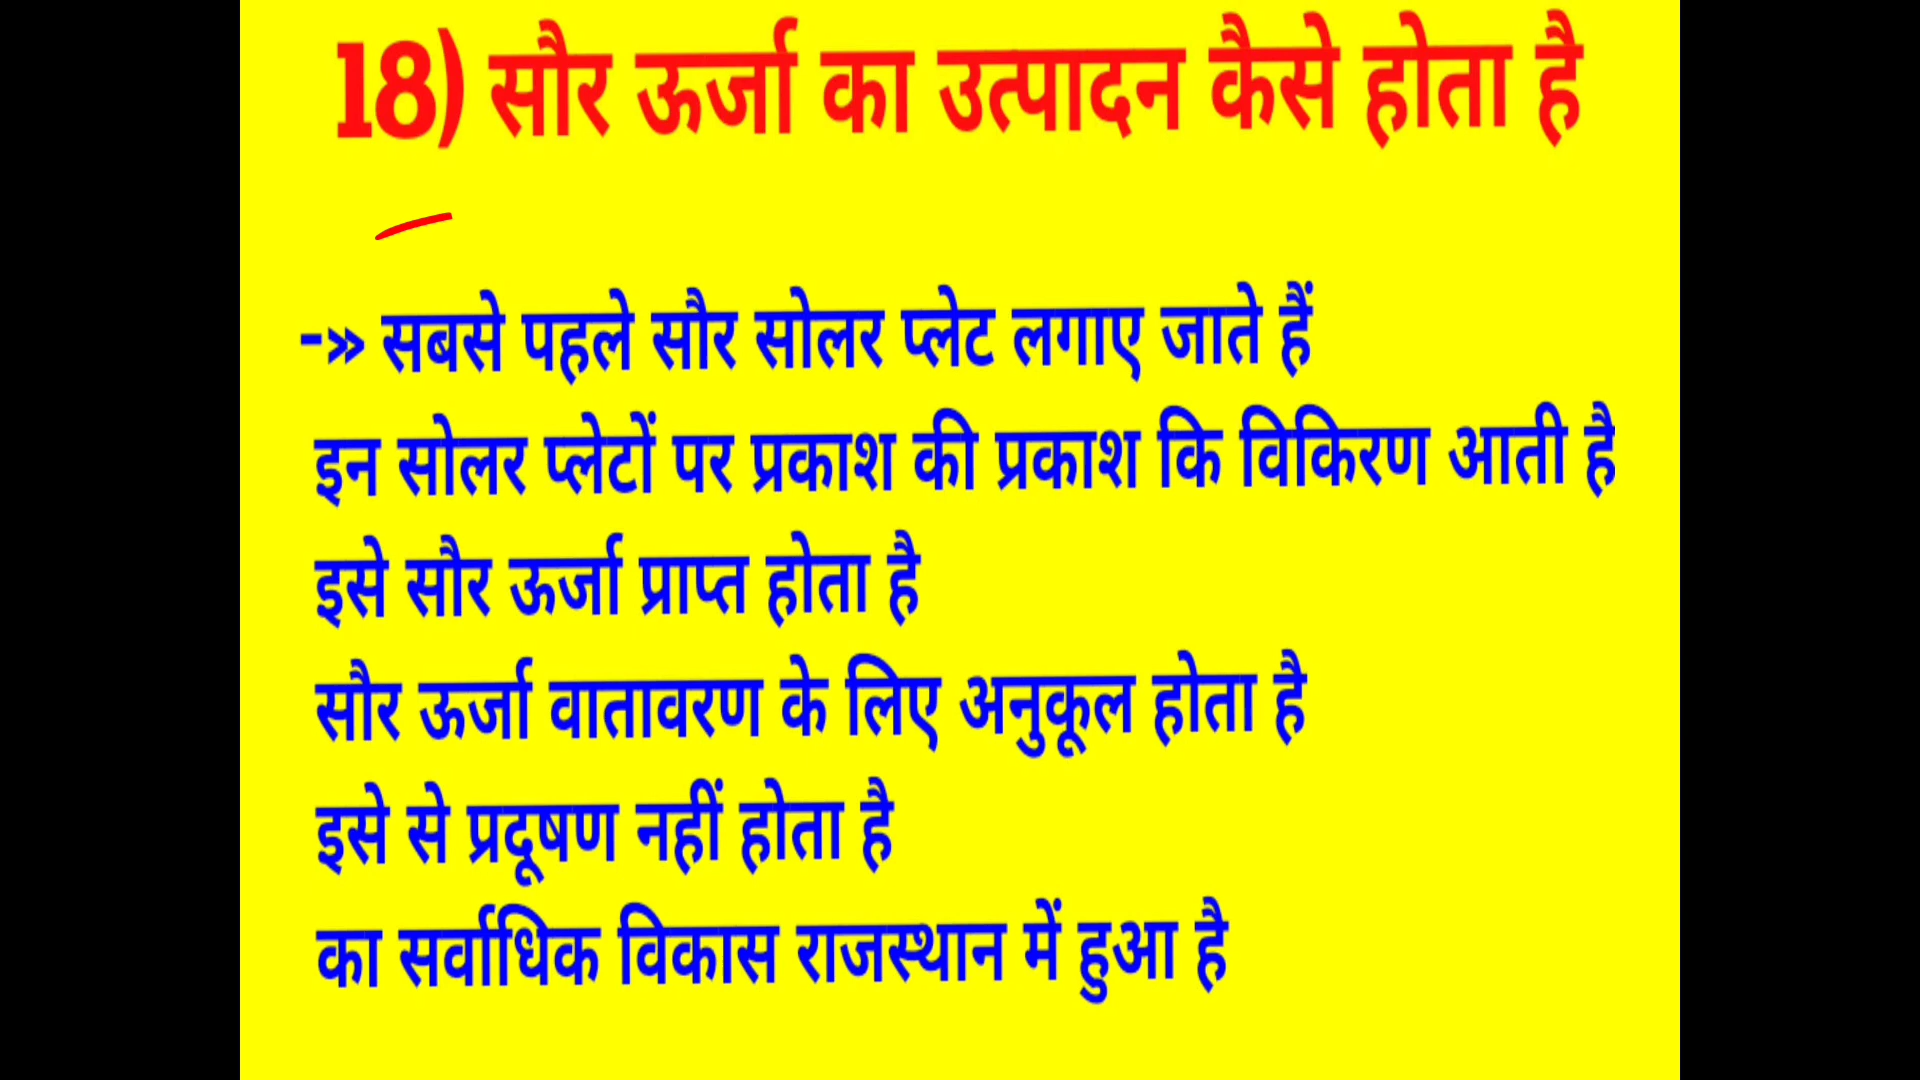 18) सौर ऊर्जा का उत्पादन कैसे होता है
-» सबसे पहले सौर सोलर प्लेट लगाए जाते हैं
इन सोलर प्लेटों पर प्रकाश की प्रकाश कि विकिरण आती है
इसे सौर ऊर्जा प्राप्त होता है
सौर ऊर्जा वातावरण के लिए अनुकूल होता है
इसे से प्रदूषण नहीं होता है
का सर्वाधिक विकास राजस्थान में हुआ है